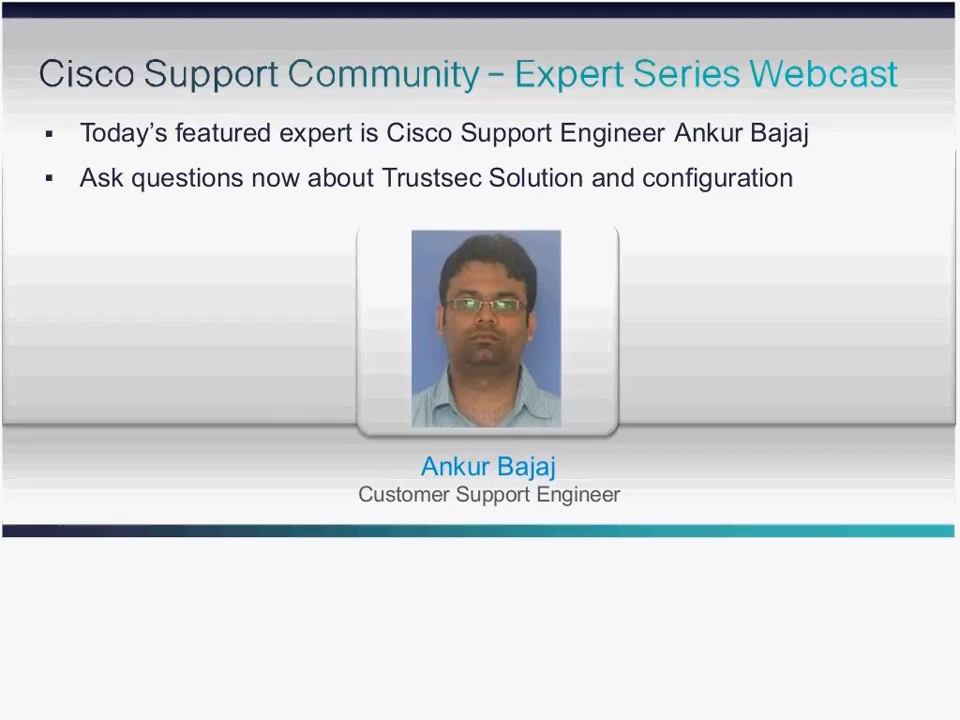 Cisco Support Community – Expert Series Webcast
▪ Today’s featured expert is Cisco Support Engineer Ankur Bajaj
▪ Ask questions now about Trustsec Solution and configuration
Ankur Bajaj
Customer Support Engineer